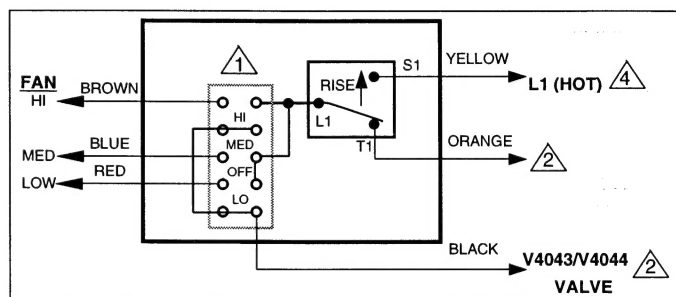 YELLOW
S1
1
4
FAN
BROWN
RISE
L1 (HOT)
HI
L1
HI
BLUE
MED
T1
ORANGE
MED
OFF
2
RED
LOW
LO
BLACK
V4043/V4044
2
VALVE